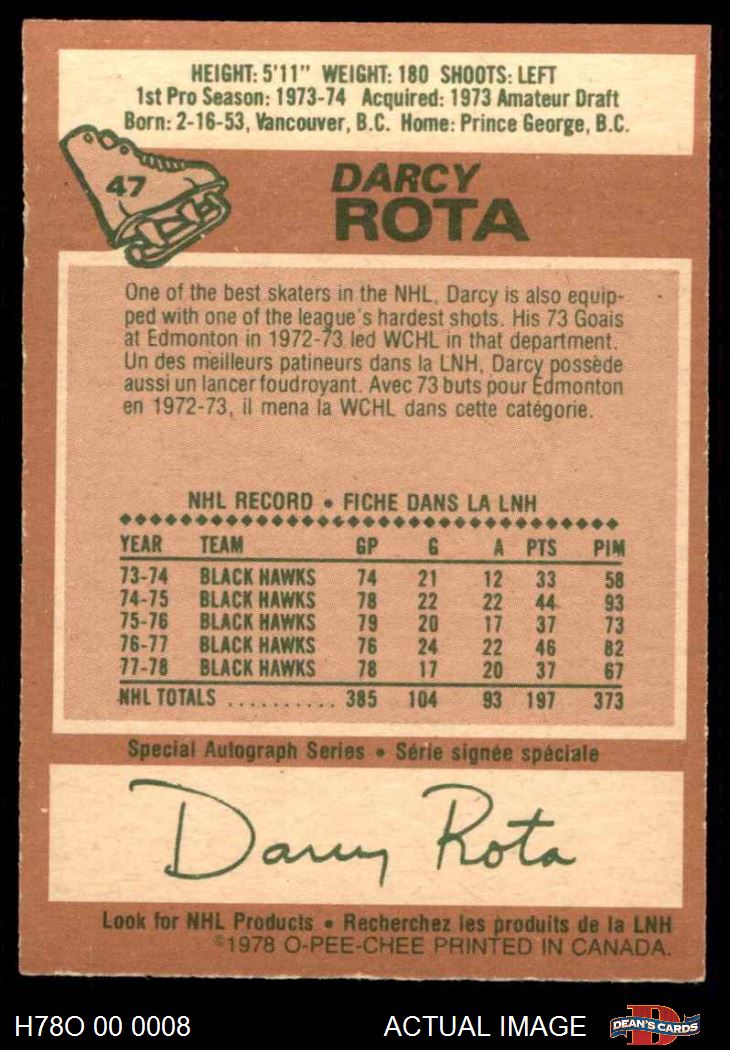 HEIGHT: 5'11" WEIGHT: 180 SHOOTS: LEFT
1st Pro Season: 1973-74 Acquired: 1973 Amateur Draft
Born: 2-16-53, Vancouver, B.C. Home: Prince George, B.C.
47
DARCY
ROTA
One of the best skaters in the NHL, Darcy is also equip-
ped with one of the league's hardest shots. His 73 Goals
at Edmonton in 1972-73 led WCHL in that department.
Un des meilleurs patineurs dans la LNH, Darcy possède
aussi un lancer foudroyant. Avec 73 buts pour Edmonton
en 1972-73, il mena la WCHL dans cette catégorie.
NHL RECORD • FICHE DANS LA LNH
YEAR TEAM GP G A PTS PIM
73-74 BLACK HAWKS 74 21 12 33 58
74-75 BLACK HAWKS 78 22 22 44 93
75-76 BLACK HAWKS 79 20 17 37 73
76-77 BLACK HAWKS 76 24 22 46 82
77-78 BLACK HAWKS 78 17 20 37 67
NHL TOTALS .......... 385 104 93 197 373
Special Autograph Series • Série signée spéciale
Darcy Rota
Look for NHL Products • Recherchez les produits de la LNH
©1978 O-PEE-CHEE PRINTED IN CANADA.
H78O 00 0008 ACTUAL IMAGE DEAN'S CARDS